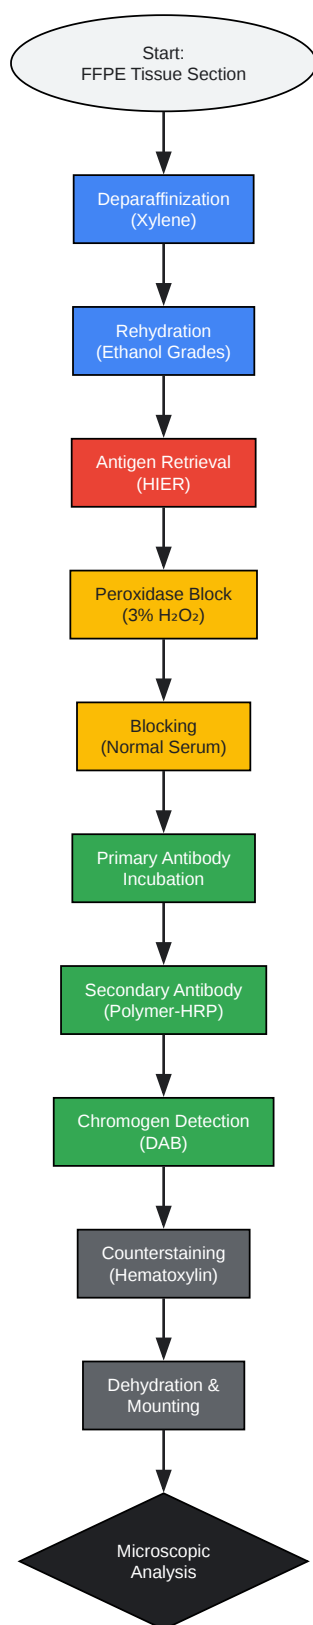 Start:
FFPE Tissue Section
Deparaffinization
(Xylene)
Rehydration
(Ethanol Grades)
Antigen Retrieval
(HIER)
Peroxidase Block
(3% H₂O₂)
Blocking
(Normal Serum)
Primary Antibody
Incubation
Secondary Antibody
(Polymer-HRP)
Chromogen Detection
(DAB)
Counterstaining
(Hematoxylin)
Dehydration &
Mounting
Microscopic
Analysis